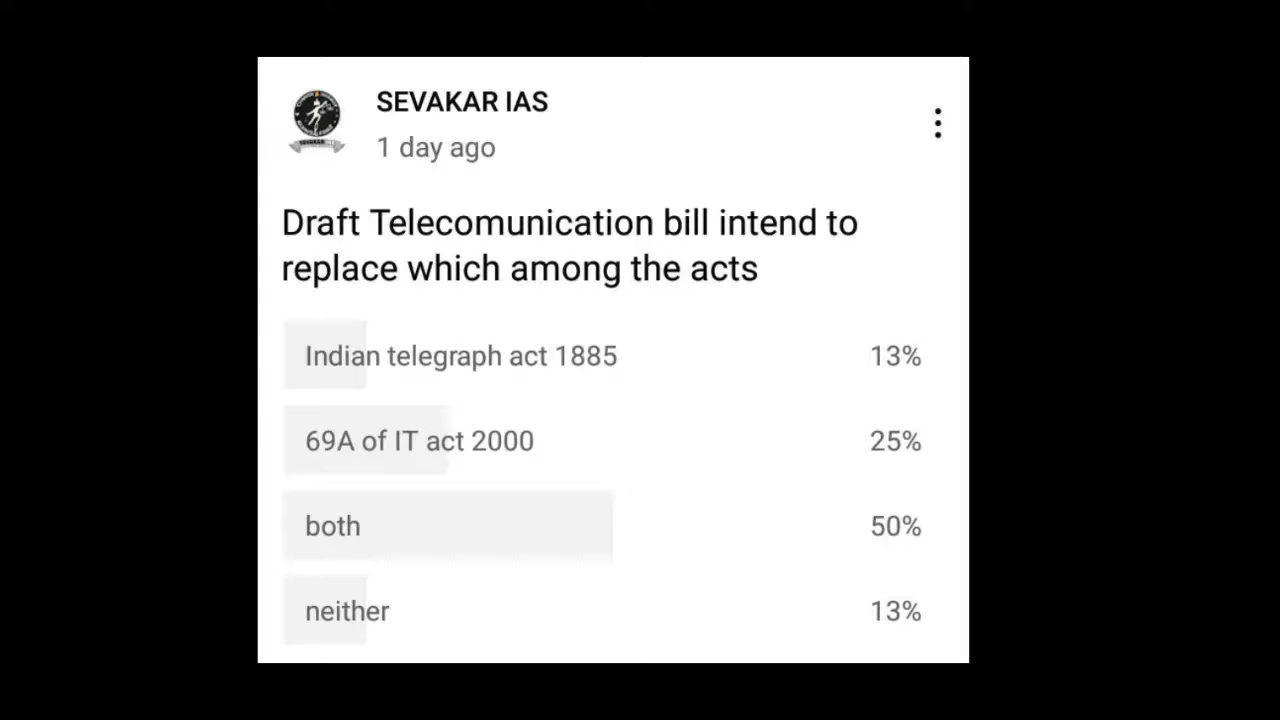 SEVAKAR IAS
1 day ago
Draft Telecomunication bill intend to
replace which among the acts
Indian telegraph act 1885 13%
69A of IT act 2000 25%
both 50%
neither 13%